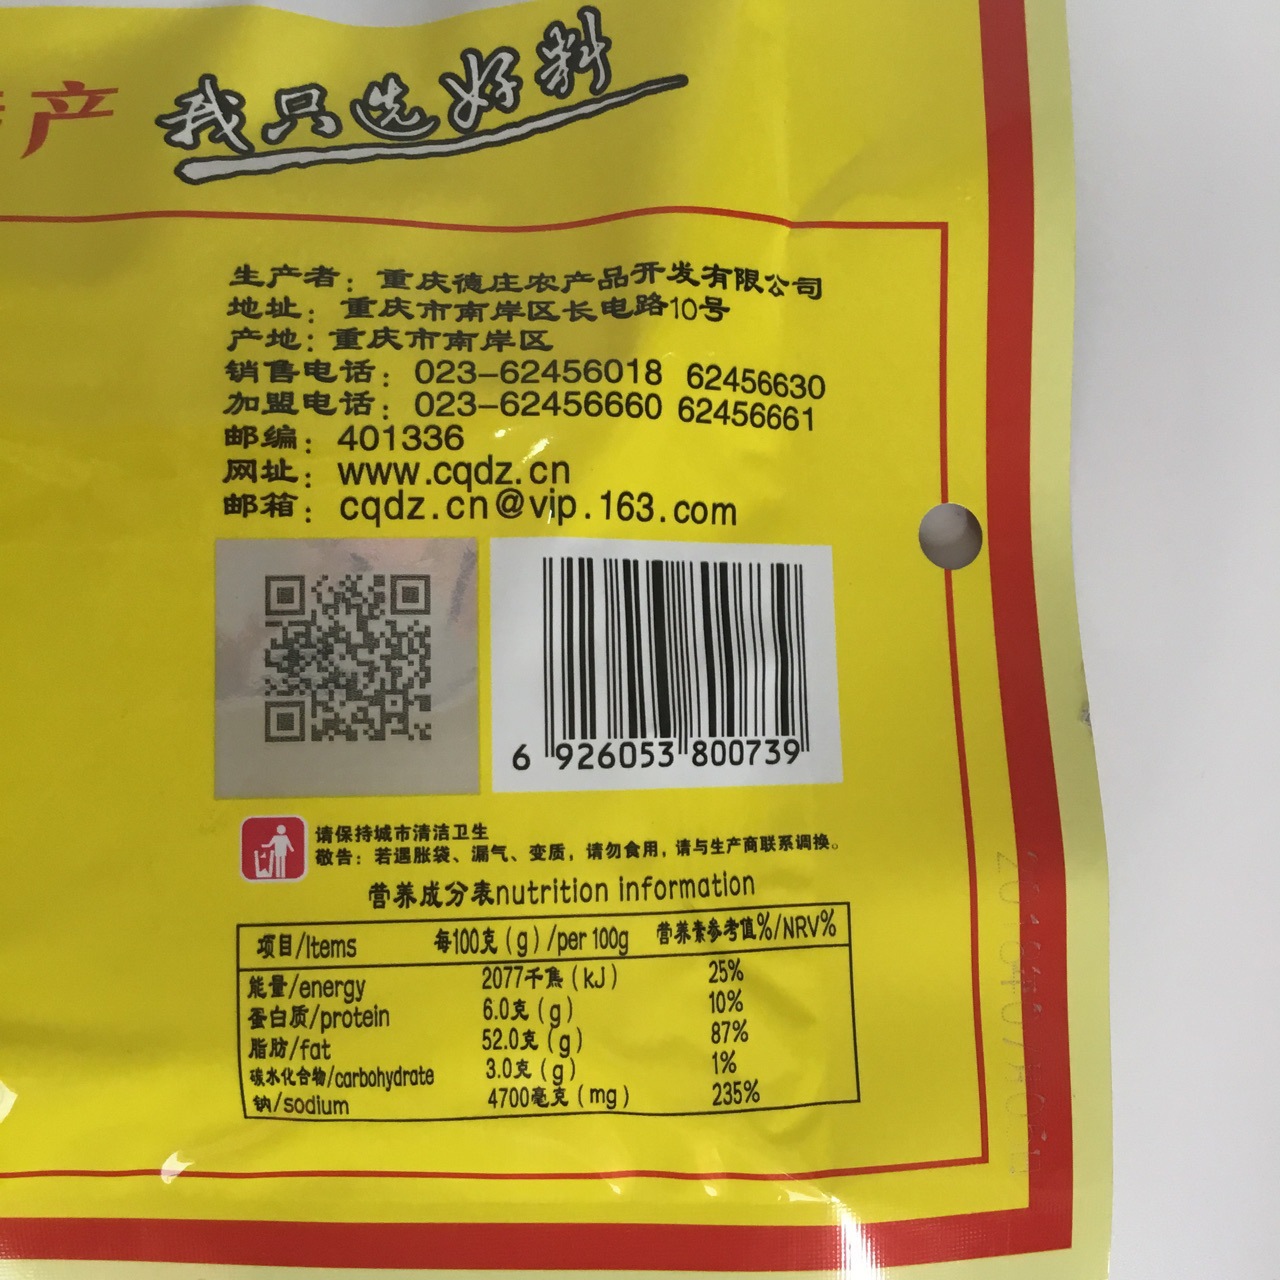 产 我只选好料
生产者：重庆德庄农产品开发有限公司
地址：重庆市南岸区长电路10号
产地：重庆市南岸区
销售电话：023-62456018 62456630
加盟电话：023-62456660 62456661
邮编：401336
网址：www.cqdz.cn
邮箱：cqdz.cn@vip.163.com
6 926053 800739
请保持城市清洁卫生
敬告：若遇胀袋、漏气、变质，请勿食用，请与生产商联系调换。
营养成分表nutrition information
项目/Items 每100克(g)/per 100g 营养素参考值%/NRV%
能量/energy 2077千焦(kJ) 25%
蛋白质/protein 6.0克(g) 10%
脂肪/fat 52.0克(g) 87%
碳水化合物/carbohydrate 3.0克(g) 1%
钠/sodium 4700毫克(mg) 235%